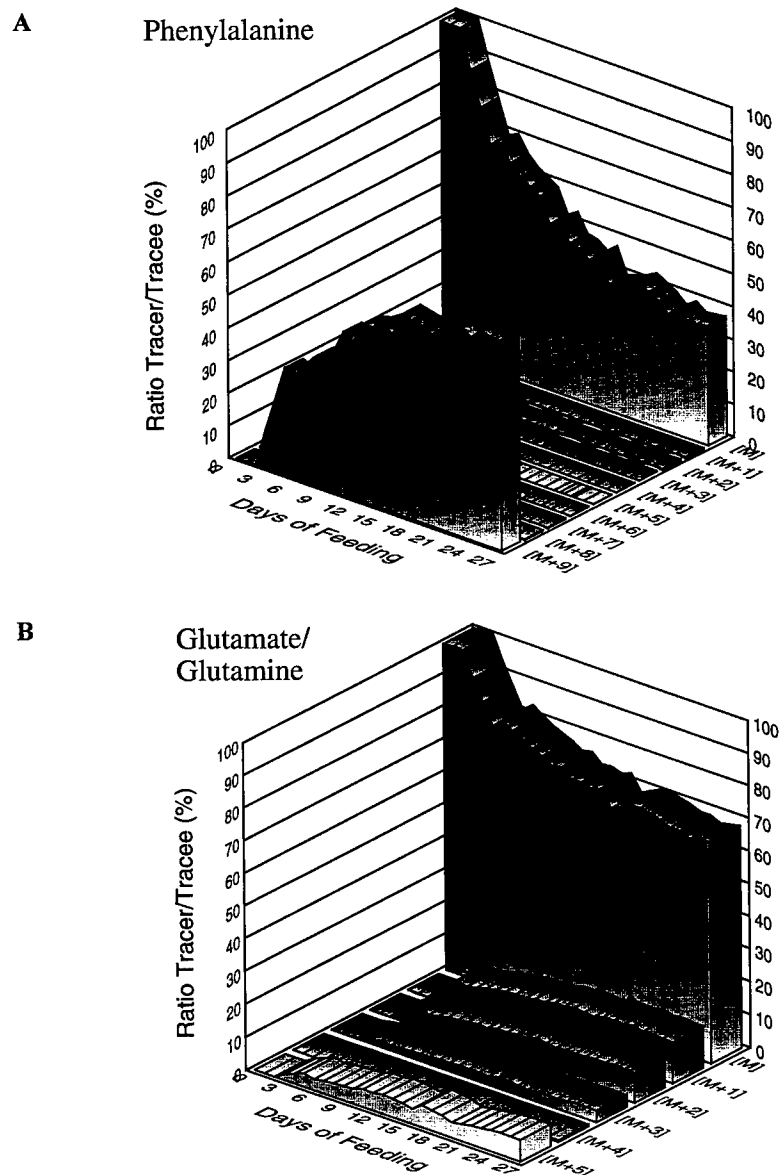 A
Phenylalanine
Ratio Tracer/Tracee (%)
100
90
80
70
60
50
40
30
20
10
100
90
80
70
60
50
40
30
20
10
0
3 6 9 12 15 18 21 24 27
Days of Feeding
[M]
[M+1]
[M+2]
[M+3]
[M+4]
[M+5]
[M+6]
[M+7]
[M+8]
[M+9]
B
Glutamate/
Glutamine
Ratio Tracer/Tracee (%)
100
90
80
70
60
50
40
30
20
10
100
90
80
70
60
50
40
30
20
10
0
3 6 9 12 15 18 21 24 27
Days of Feeding
[M]
[M+1]
[M+2]
[M+3]
[M+4]
[M+5]